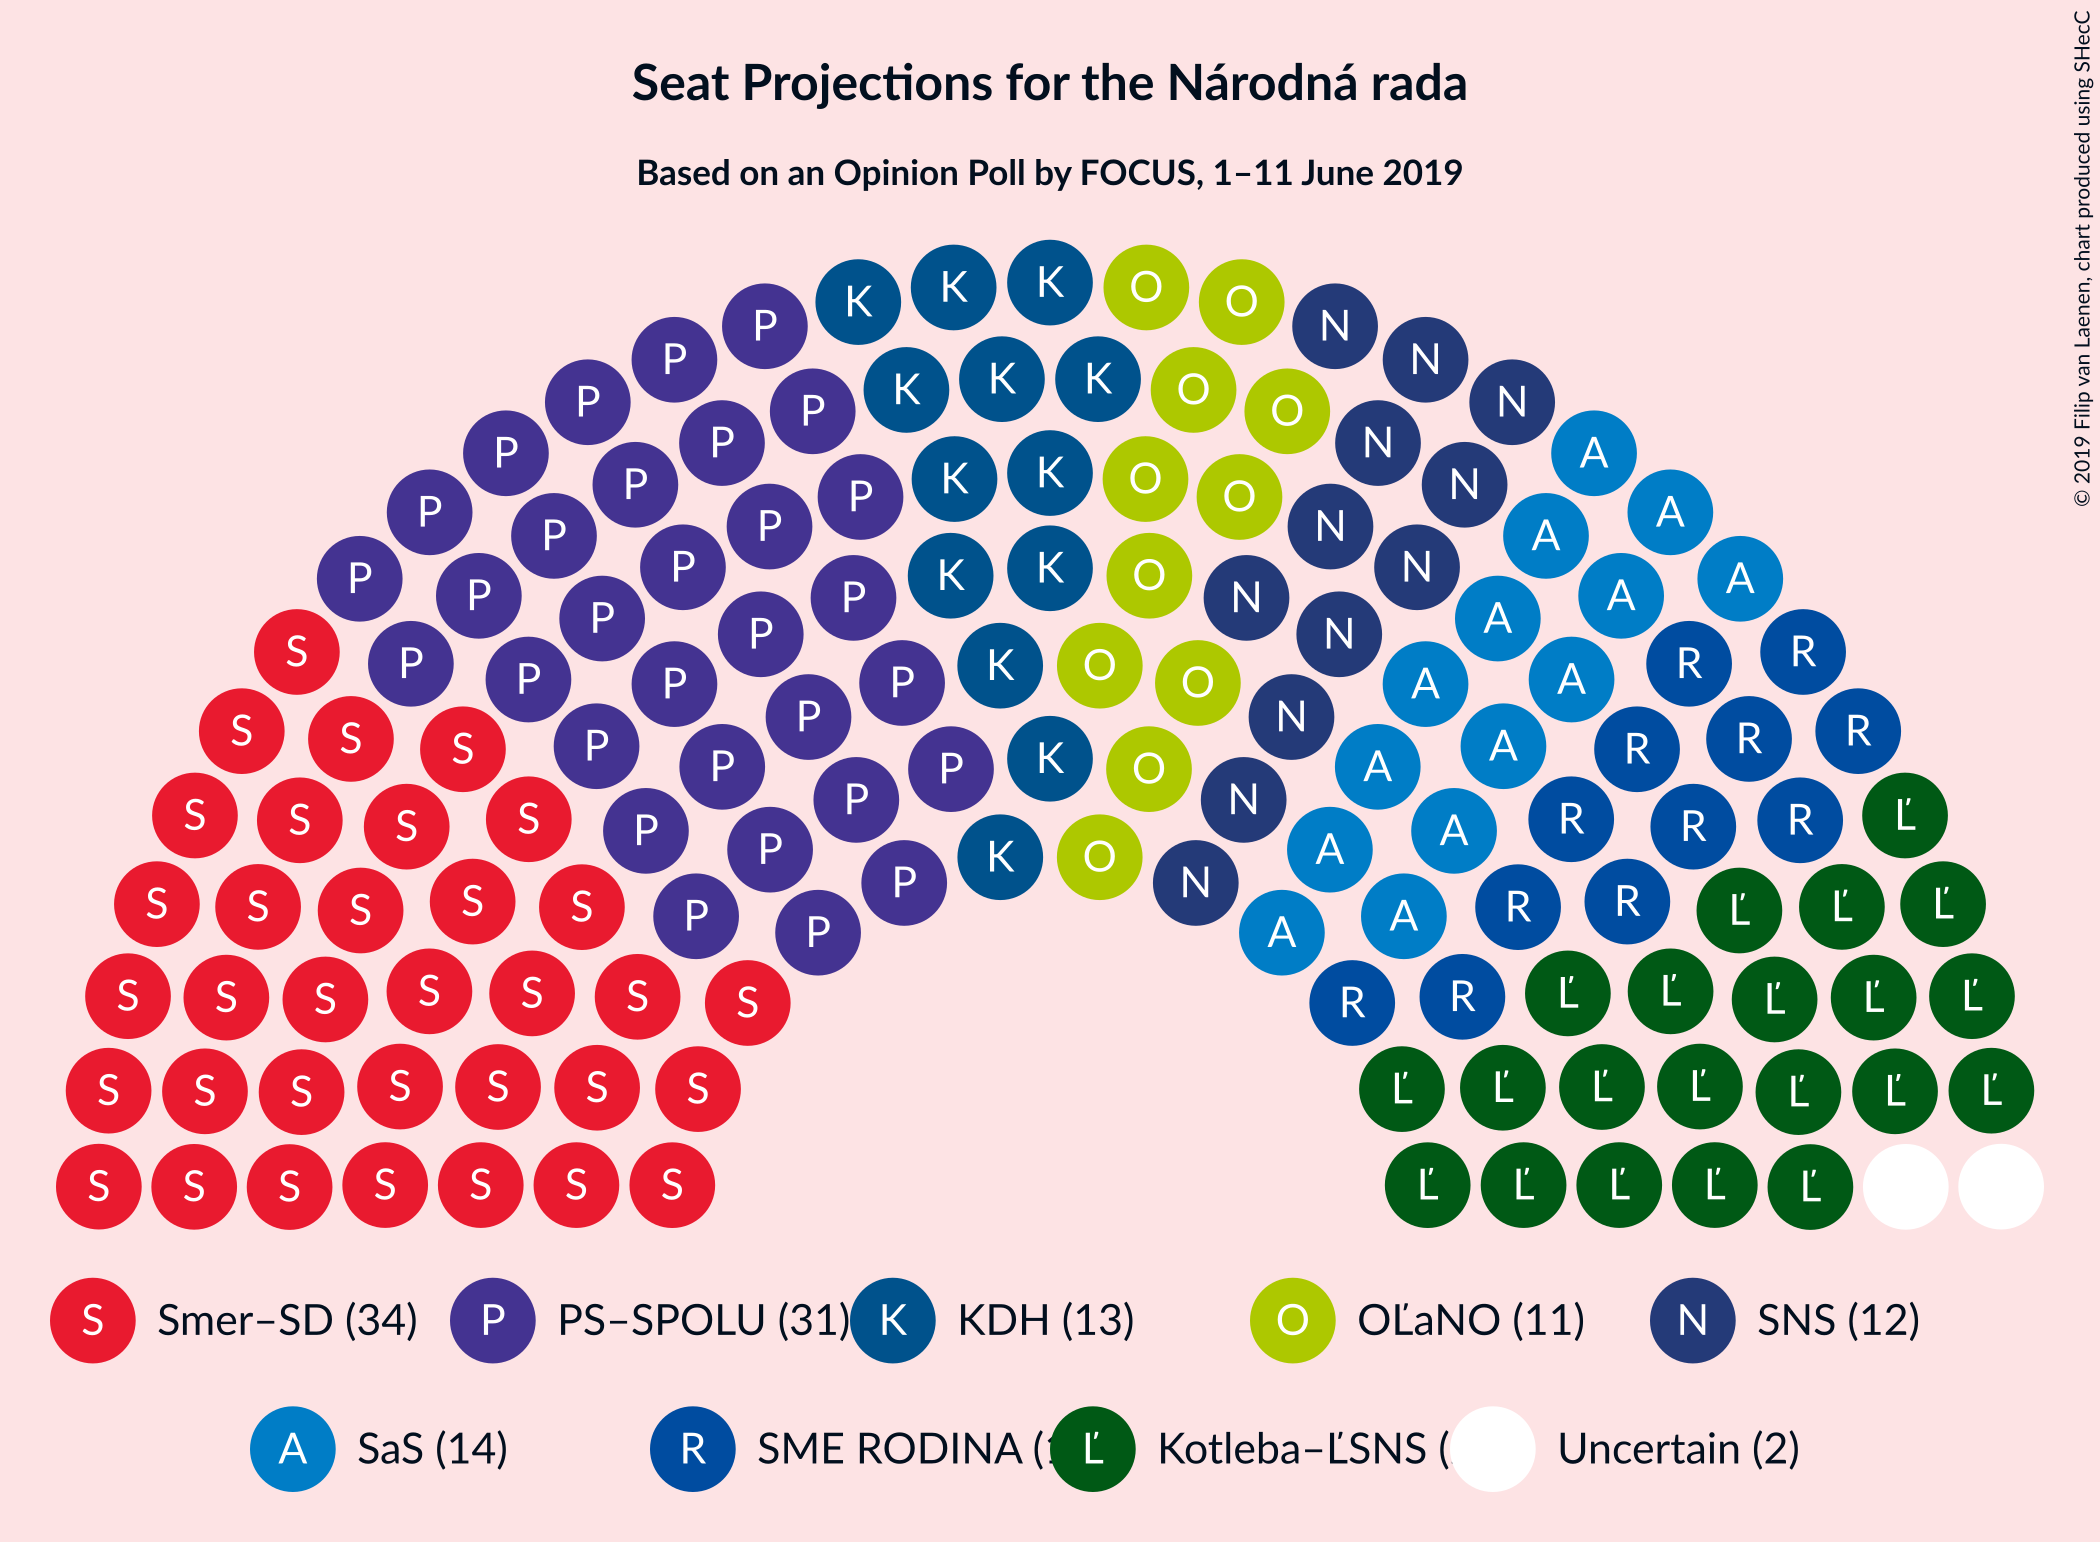 Seat Projections for the Národná rada
Based on an Opinion Poll by FOCUS, 1–11 June 2019
© 2019 Filip van Laenen, chart produced using SHecC
K K K O O
P N
P K K K O O N
P P P N N
P P K K O O N A
P P P P K K O N N N A A
P P P P P N N A A A
S P P P P P K O O N A A A R R
S S S P P P P K O N A A R R R
S S S S P P P P K O N A A R R R Ľ
S S S S S P P P N A A R R Ľ Ľ Ľ
S S S S S S S R R Ľ Ľ Ľ Ľ Ľ
S S S S S S S Ľ Ľ Ľ Ľ Ľ Ľ Ľ
S S S S S S S Ľ Ľ Ľ Ľ Ľ
S Smer–SD (34) P PS–SPOLU (31) K KDH (13) O OĽaNO (11) N SNS (12)
A SaS (14) R SME RODINA ( Ľ Kotleba–ĽSNS ( Uncertain (2)